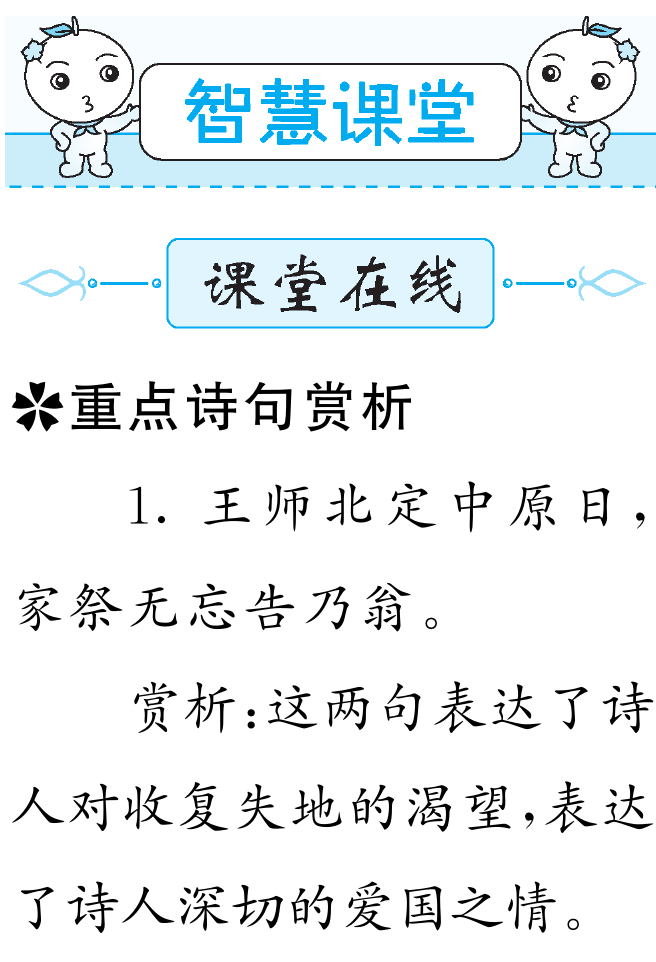 智慧课堂
课堂在线
重点诗句赏析
1. 王师北定中原日，
家祭无忘告乃翁。
赏析：这两句表达了诗
人对收复失地的渴望，表达
了诗人深切的爱国之情。